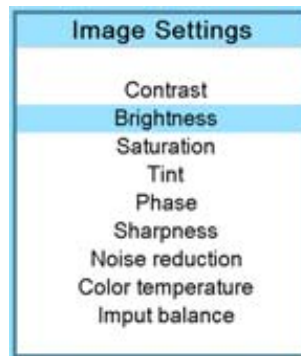 Image Settings
Contrast
Brightness
Saturation
Tint
Phase
Sharpness
Noise reduction
Color temperature
Imput balance